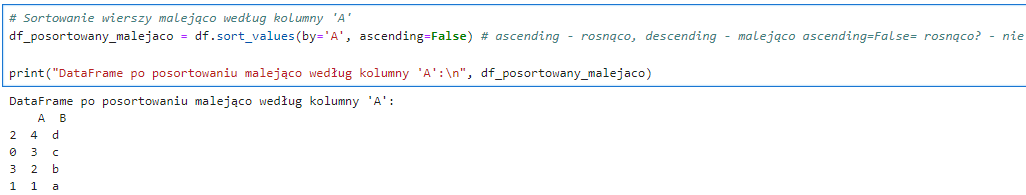 # Sortowanie wierszy malejąco według kolumny 'A'
df_posortowany_malejaco = df.sort_values(by='A', ascending=False) # ascending - rosnąco, descending - malejąco ascending=False= rosnąco? - nie
print("DataFrame po posortowaniu malejąco według kolumny 'A':\n", df_posortowany_malejaco)
DataFrame po posortowaniu malejąco według kolumny 'A':
   A  B
2  4  d
0  3  c
3  2  b
1  1  a